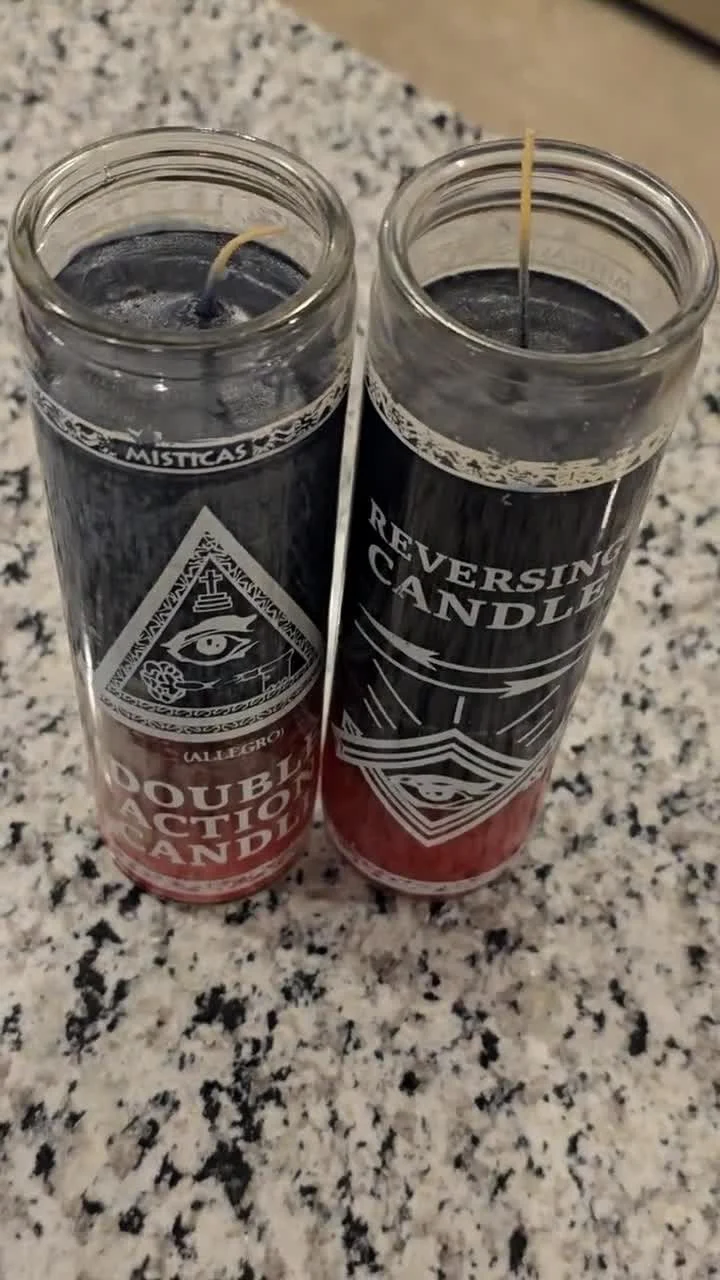 MISTICAS
(ALLEGRO)
DOUBLE
ACTION
CANDLE
REVERSING
CANDLE